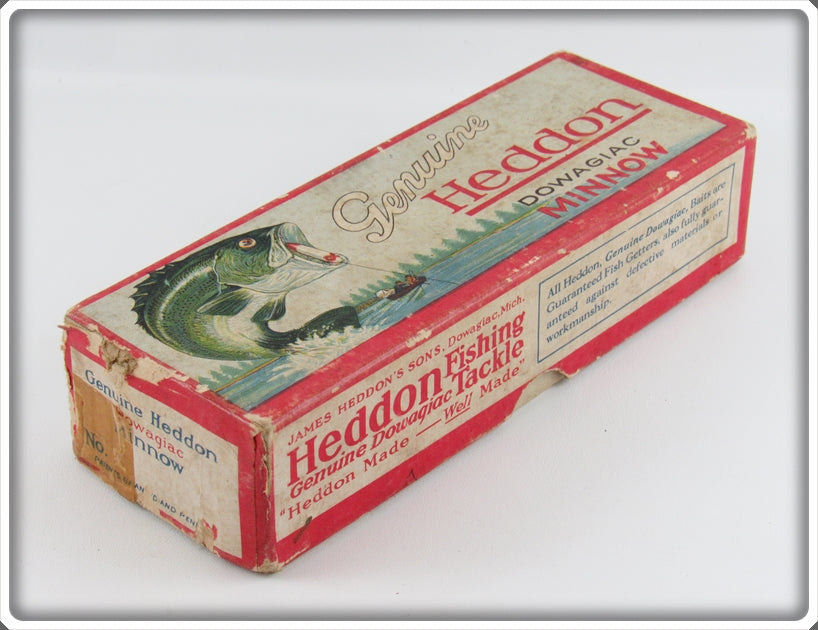 Genuine
Heddon
DOWAGIAC
MINNOW
All Heddon, Genuine Dowagiac, Baits are
Guaranteed Fish Getters, also fully guar-
anteed against defective materials or
workmanship.
JAMES HEDDON'S SONS, Dowagiac, Mich.
Heddon Fishing
Genuine Dowagiac Tackle
"Heddon Made — Well Made"
Genuine Heddon
Dowagiac
Minnow
No.
AND PEN